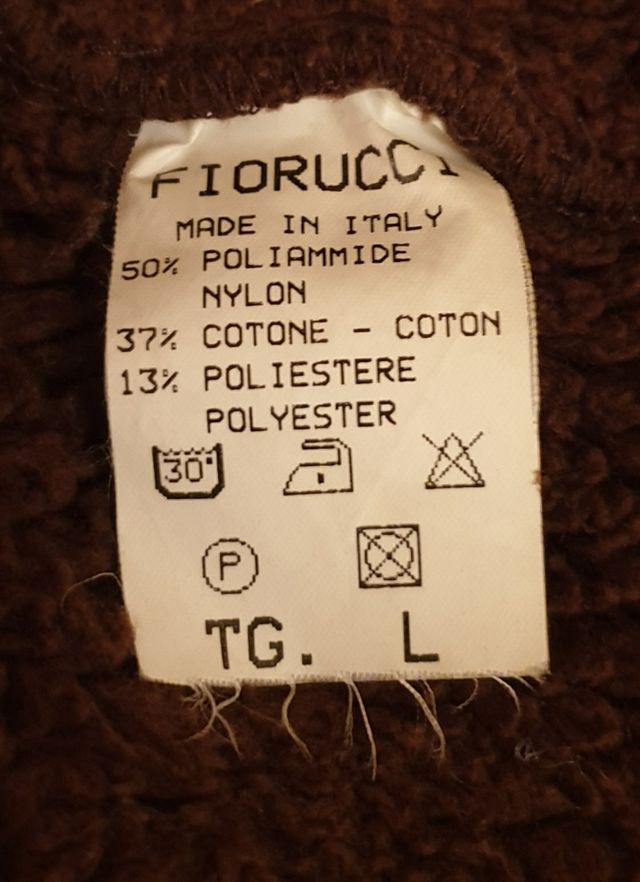 FIORUCCI
MADE IN ITALY
50% POLIAMMIDE
NYLON
37% COTONE - COTON
13% POLIESTERE
POLYESTER
30°
P
TG. L